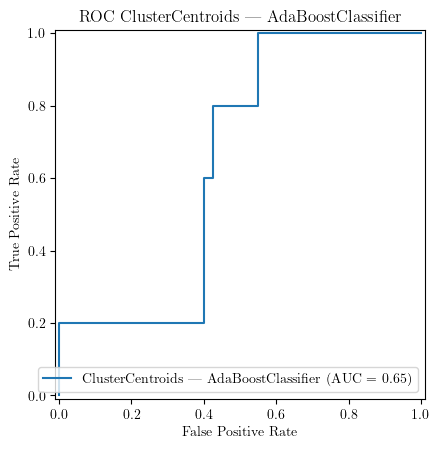 ROC ClusterCentroids — AdaBoostClassifier
True Positive Rate
1.0
0.8
0.6
0.4
0.2
0.0
ClusterCentroids — AdaBoostClassifier (AUC = 0.65)
0.0 0.2 0.4 0.6 0.8 1.0
False Positive Rate